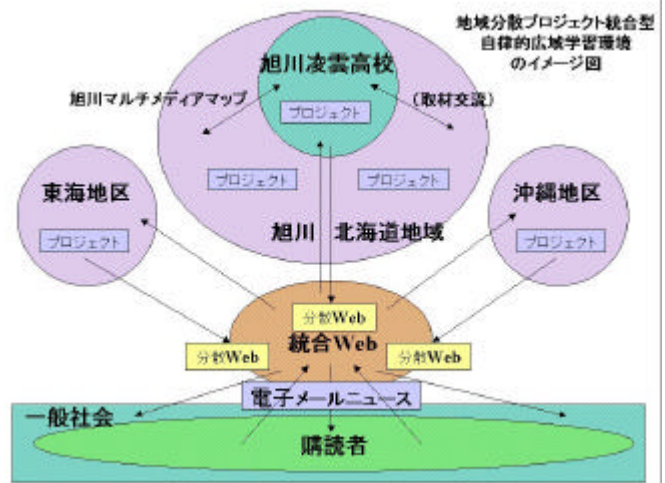 地域分散プロジェクト統合型
自律的広域学習環境
のイメージ図
旭川凌雲高校
旭川マルチメディアマップ
(取材交流)
プロジェクト
プロジェクト
プロジェクト
東海地区
沖縄地区
プロジェクト
プロジェクト
旭川 北海道地域
分散Web
統合Web
分散Web
分散Web
電子メールニュース
一般社会
購読者